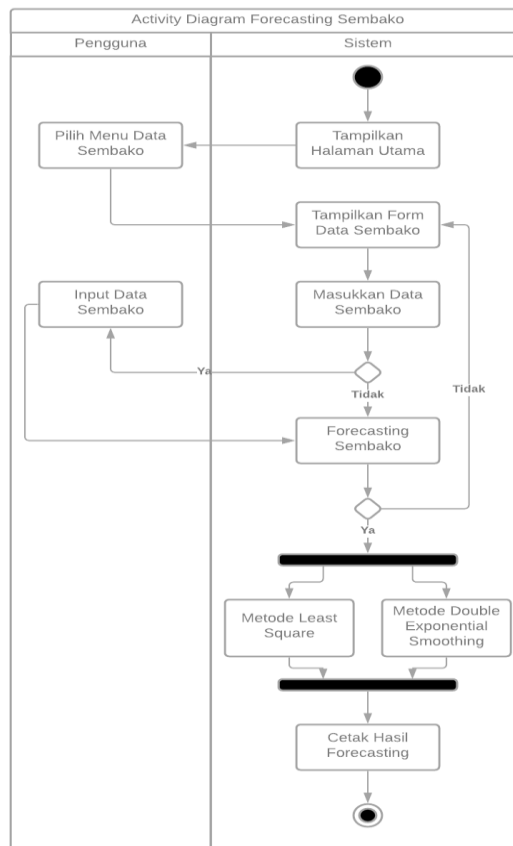 Activity Diagram Forecasting Sembako
Pengguna
Sistem
Pilih Menu Data
Sembako
Tampilkan
Halaman Utama
Tampilkan Form
Data Sembako
Input Data
Sembako
Masukkan Data
Sembako
Ya
Tidak
Tidak
Forecasting
Sembako
Ya
Metode Least
Square
Metode Double
Exponential
Smoothing
Cetak Hasil
Forecasting